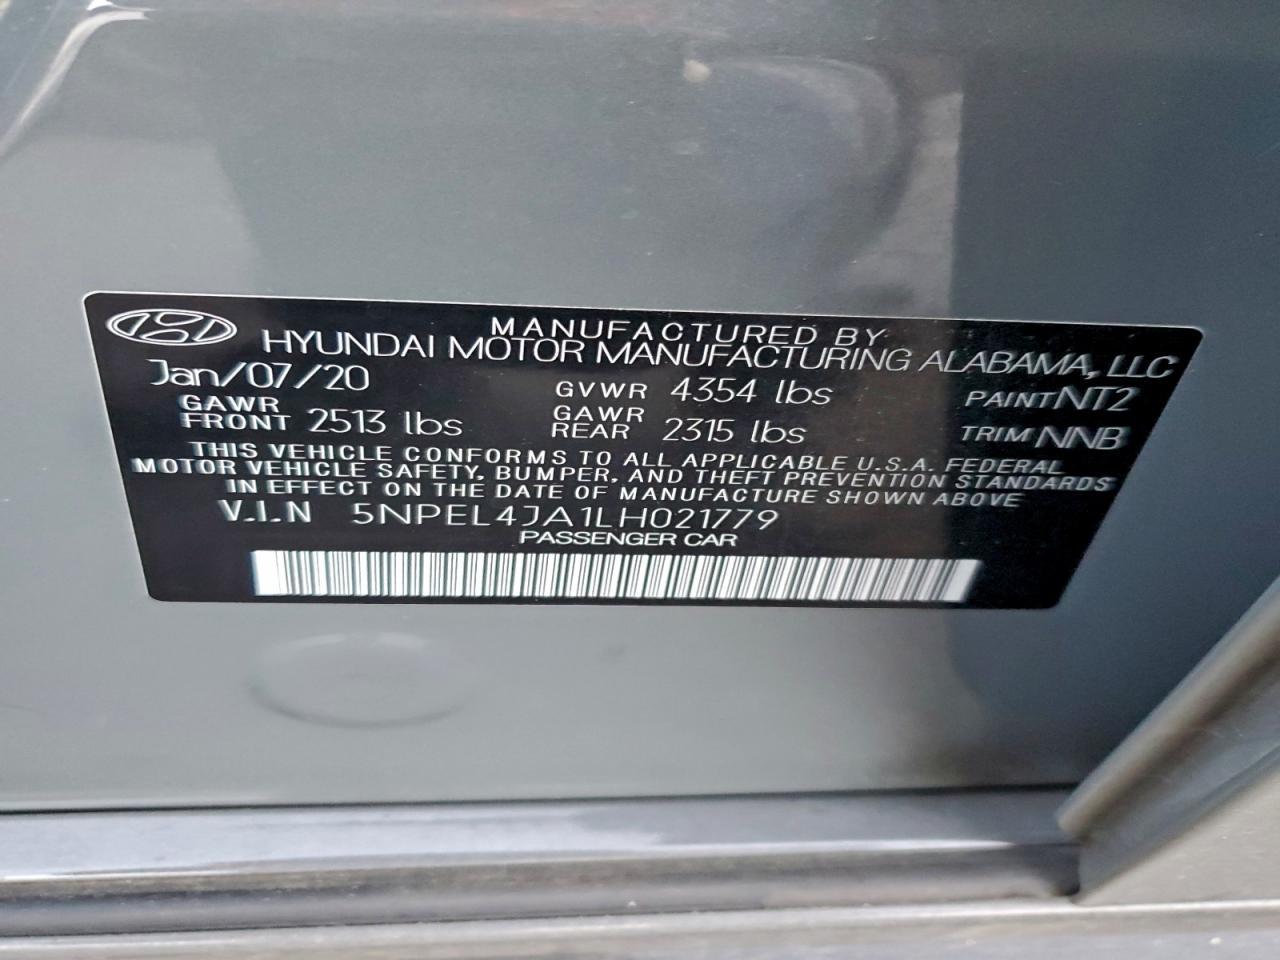 MANUFACTURED BY
HYUNDAI MOTOR MANUFACTURING ALABAMA, LLC
Jan/07/20 GVWR 4354 lbs PAINT NT2
GAWR FRONT 2513 lbs GAWR REAR 2315 lbs TRIM NNB
THIS VEHICLE CONFORMS TO ALL APPLICABLE U.S.A. FEDERAL
MOTOR VEHICLE SAFETY, BUMPER, AND THEFT PREVENTION STANDARDS
IN EFFECT ON THE DATE OF MANUFACTURE SHOWN ABOVE
V.I.N 5NPEL4JA1LH021779
PASSENGER CAR